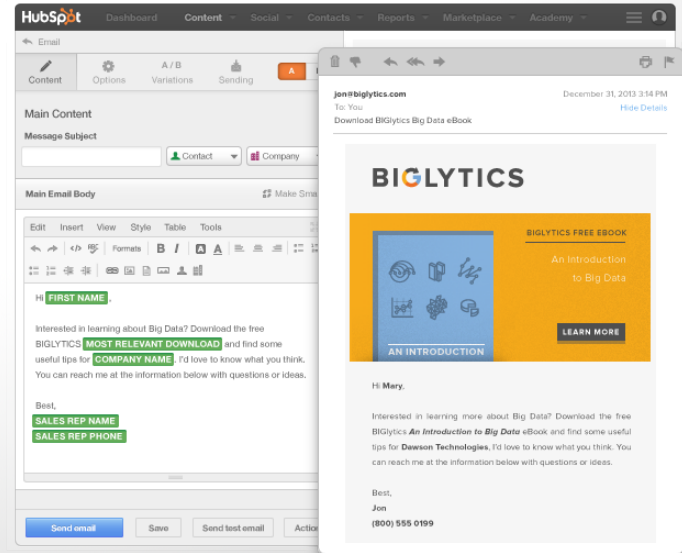 HubSpot Dashboard Content Social Contacts Reports Marketplace Academy
Email
Content Options A / B Variations Sending A
Main Content
Message Subject
Contact Company
Main Email Body Make Sma
Edit Insert View Style Table Tools
Formats B I A A
Hi FIRST NAME ,
Interested in learning about Big Data? Download the free
BIGLYTICS MOST RELEVANT DOWNLOAD and find some
useful tips for COMPANY NAME . I'd love to know what you think.
You can reach me at the information below with questions or ideas.
Best,
SALES REP NAME
SALES REP PHONE
Send email Save Send test email Action
jon@biglytics.com December 31, 2013 3:14 PM
To: You Hide Details
Download BIGlytics Big Data eBook
BIGLYTICS
BIGLYTICS FREE EBOOK
An Introduction
to Big Data
LEARN MORE
AN INTRODUCTION
Hi Mary,
Interested in learning more about Big Data? Download the free
BIGlytics An Introduction to Big Data eBook and find some useful
tips for Dawson Technologies, I'd love to know what you think. You
can reach me at the information below with questions or ideas.
Best,
Jon
(800) 555 0199